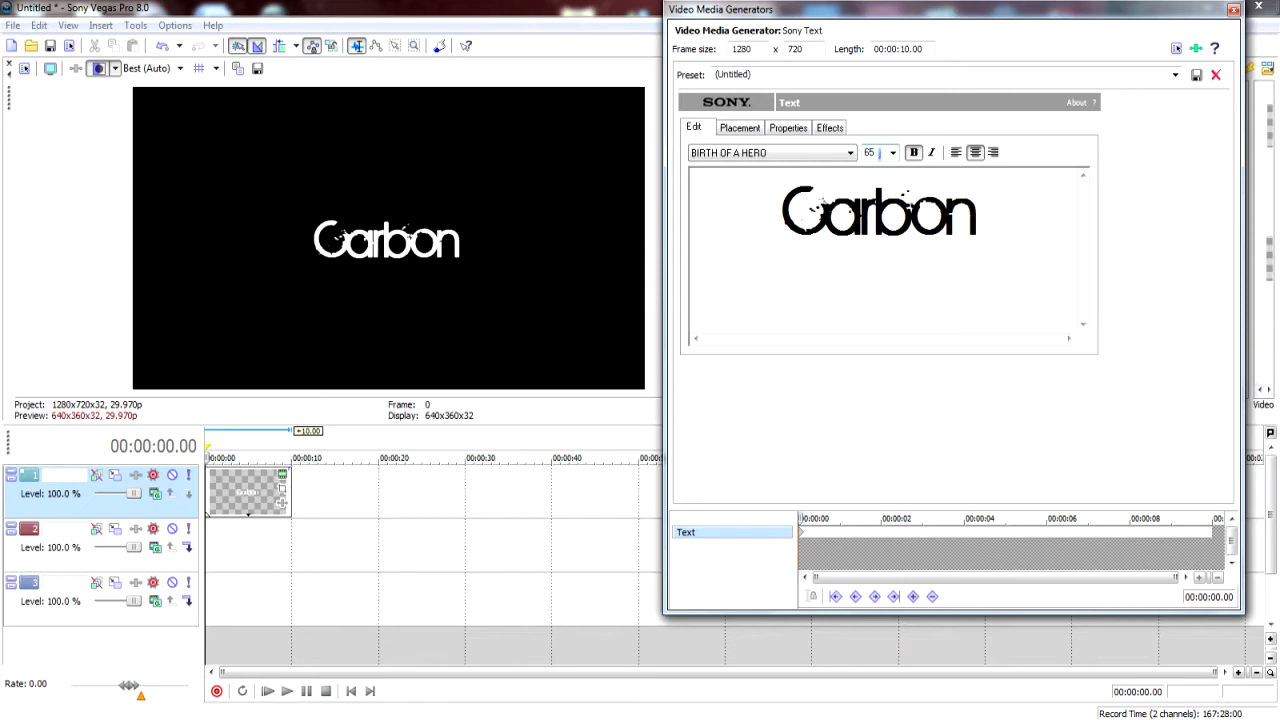 Untitled * - Sony Vegas Pro 8.0
File Edit View Insert Tools Options Help
Best (Auto)
Carbon
Project: 1280x720x32, 29.970p
Preview: 640x360x32, 29.970p
Frame: 0
Display: 640x360x32
Video Media Generators
Video Media Generator: Sony Text
Frame size: 1280 x 720 Length: 00:00:10.00
Preset: (Untitled)
SONY. Text About ?
Edit Placement Properties Effects
BIRTH OF A HERO 65 B I
Carbon
Video
Text
00:00:00 00:00:02 00:00:04 00:00:06 00:00:08
00:00:00.00
+10.00
00:00:00.00
00:00:00 00:00:10 00:00:20 00:00:30 00:00:40
1
Level: 100.0 %
Carbon
2
Level: 100.0 %
3
Level: 100.0 %
Rate: 0.00
00:00:00.00
Record Time (2 channels): 167:28:00